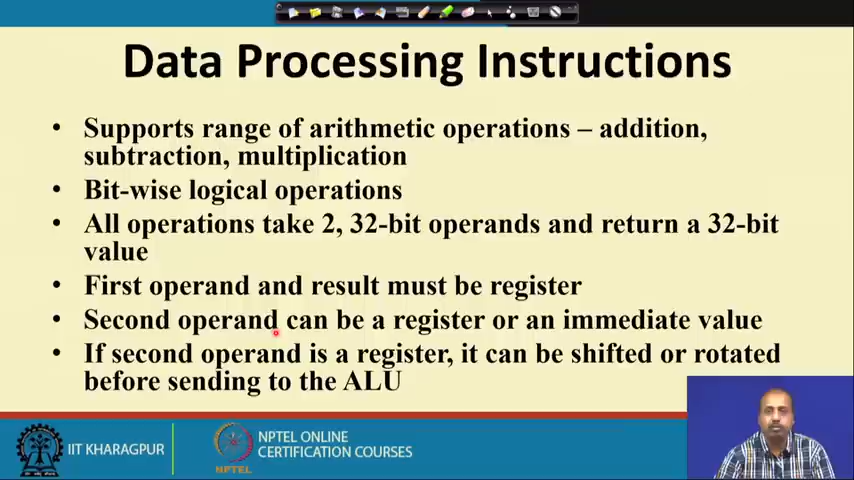 Data Processing Instructions
• Supports range of arithmetic operations – addition,
subtraction, multiplication
• Bit-wise logical operations
• All operations take 2, 32-bit operands and return a 32-bit
value
• First operand and result must be register
• Second operand can be a register or an immediate value
• If second operand is a register, it can be shifted or rotated
before sending to the ALU
IIT KHARAGPUR
NPTEL
NPTEL ONLINE
CERTIFICATION COURSES